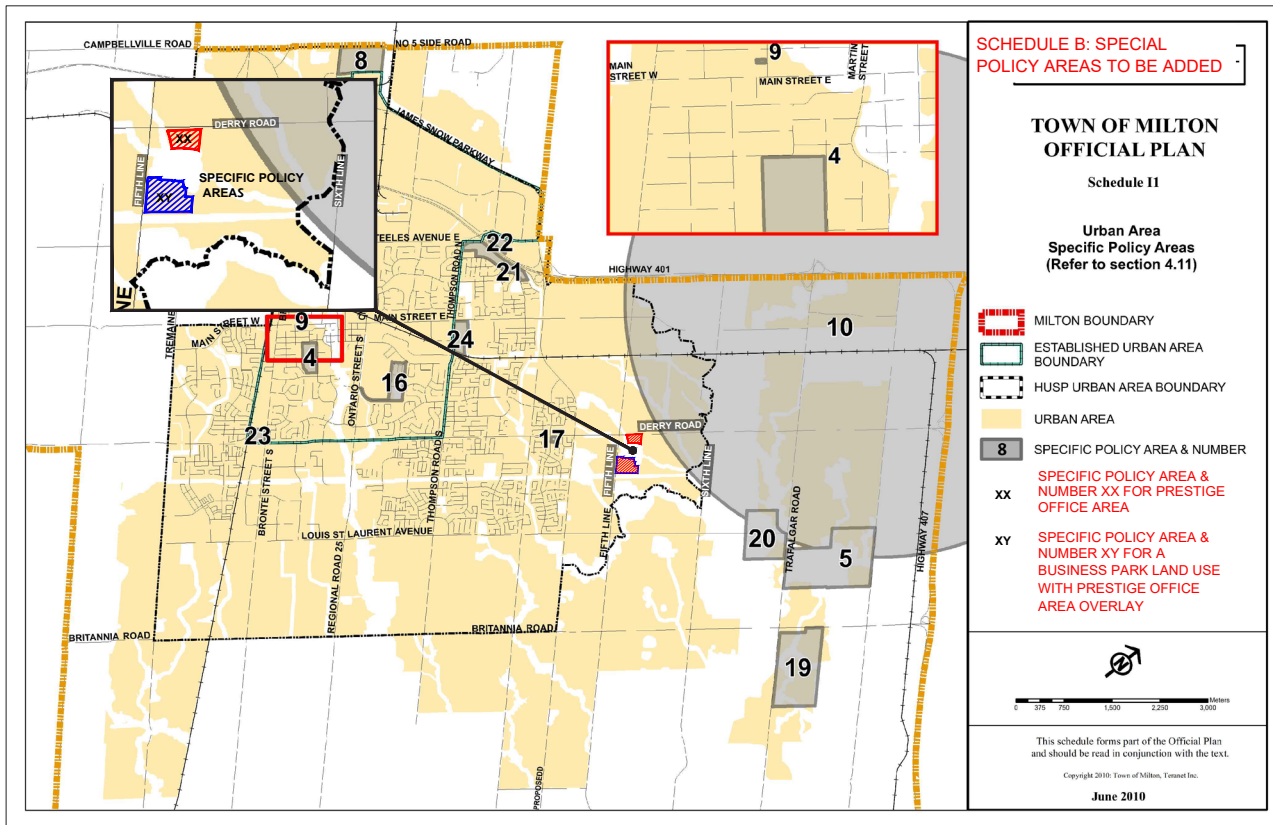 CAMPBELLVILLE ROAD
NO 5 SIDE ROAD
8
JAMES SNOW PARKWAY
DERRY ROAD
XX
FIFTH LINE
XY
SPECIFIC POLICY
AREAS
SIXTH LINE
NE
MAIN
STREET W
9
MAIN STREET E
MARTIN
STREET
4
TEELES AVENUE E
22
21
THOMPSON ROAD N
HIGHWAY 401
10
TREMAINE
MAIN STREET W
9
MAIN STREET E
4
24
ONTARIO STREET S
16
23
17
DERRY ROAD
FIFTH LINE
SIXTH LINE
BRONTE STREET S
THOMPSON ROAD S
LOUIS ST LAURENT AVENUE
FIFTH LINE
20
TRAFALGAR ROAD
5
HIGHWAY 407
REGIONAL ROAD 25
BRITANNIA ROAD
BRITANNIA ROAD
19
PROPOSEDD
SCHEDULE B: SPECIAL
POLICY AREAS TO BE ADDED
TOWN OF MILTON
OFFICIAL PLAN
Schedule I1
Urban Area
Specific Policy Areas
(Refer to section 4.11)
MILTON BOUNDARY
ESTABLISHED URBAN AREA
BOUNDARY
HUSP URBAN AREA BOUNDARY
URBAN AREA
8 SPECIFIC POLICY AREA & NUMBER
XX SPECIFIC POLICY AREA &
NUMBER XX FOR PRESTIGE
OFFICE AREA
XY SPECIFIC POLICY AREA &
NUMBER XY FOR A
BUSINESS PARK LAND USE
WITH PRESTIGE OFFICE
AREA OVERLAY
N
Meters
0 375 750 1,500 2,250 3,000
This schedule forms part of the Official Plan
and should be read in conjunction with the text.
Copyright 2010: Town of Milton, Teranet Inc.
June 2010